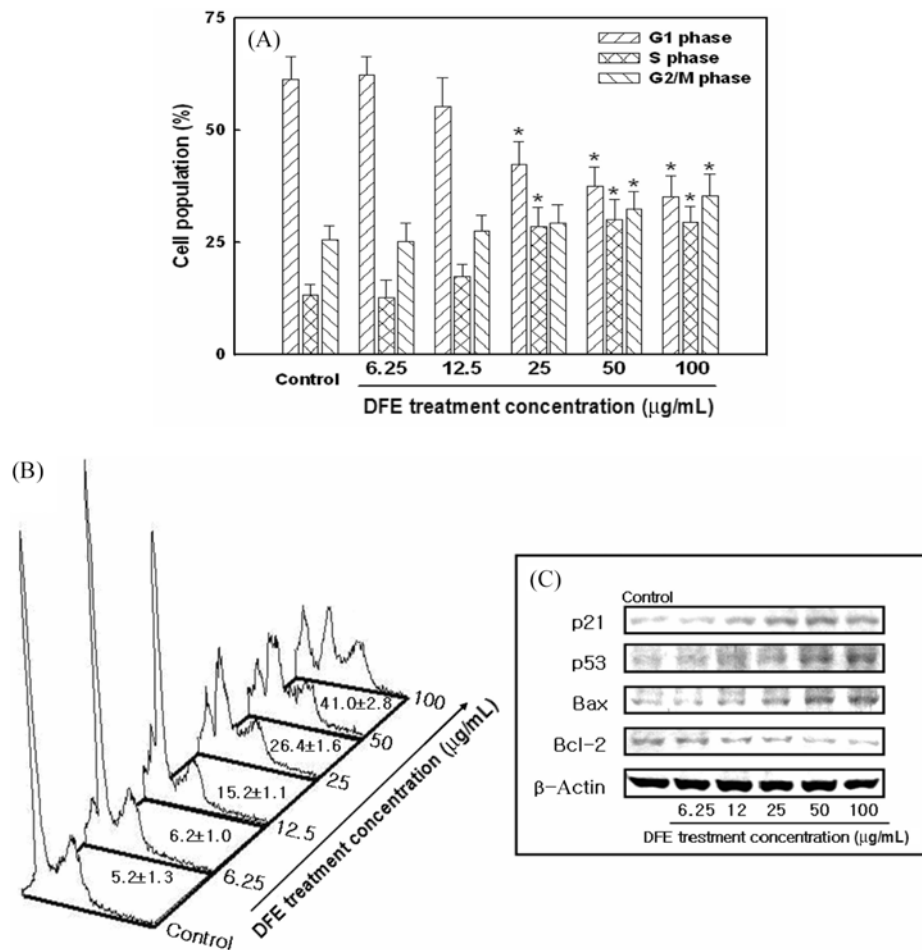 (A)
75
50
25
0
Cell population (%)
G1 phase
S phase
G2/M phase
* * * * * * * *
Control 6.25 12.5 25 50 100
DFE treatment concentration (μg/mL)
(B)
5.2±1.3
6.2±1.0
15.2±1.1
26.4±1.6
41.0±2.8
Control
6.25
12.5
25
50
100
DFE treatment concentration (μg/mL)
(C)
Control
p21
p53
Bax
Bcl-2
β-Actin
6.25 12 25 50 100
DFE trestment concentration (μg/mL)